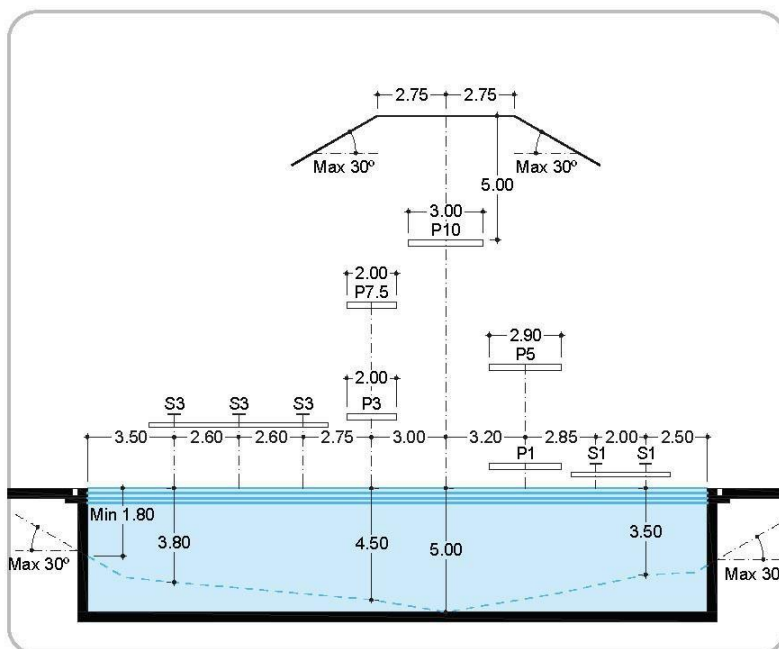 2.75 2.75
Max 30º Max 30º
5.00
3.00
P10
2.00
P7.5
2.90
P5
2.00
P3
S3 S3 S3
3.50 2.60 2.60 2.75 3.00 3.20 2.85 2.00 2.50
P1 S1 S1
Min 1.80
3.80 4.50 5.00 3.50
Max 30º Max 30